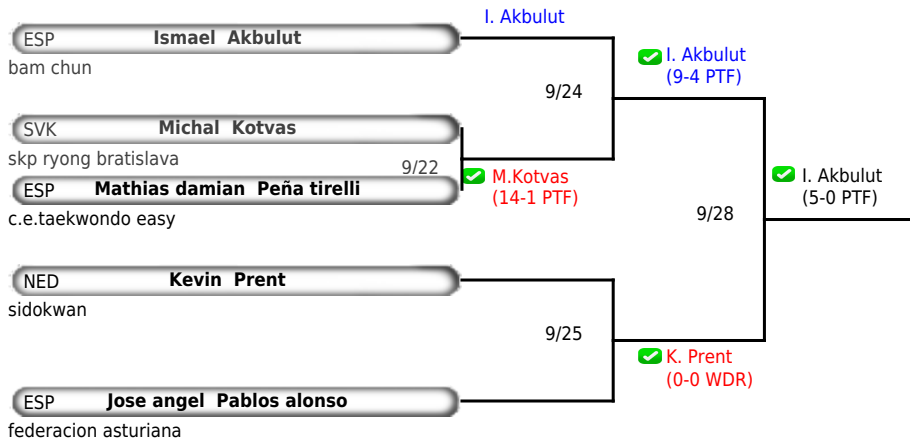 I. Akbulut
ESP Ismael Akbulut
bam chun
I. Akbulut
(9-4 PTF)
9/24
SVK Michal Kotvas
skp ryong bratislava
9/22
M.Kotvas
(14-1 PTF)
ESP Mathias damian Peña tirelli
c.e.taekwondo easy
I. Akbulut
(5-0 PTF)
9/28
NED Kevin Prent
sidokwan
9/25
K. Prent
(0-0 WDR)
ESP Jose angel Pablos alonso
federacion asturiana